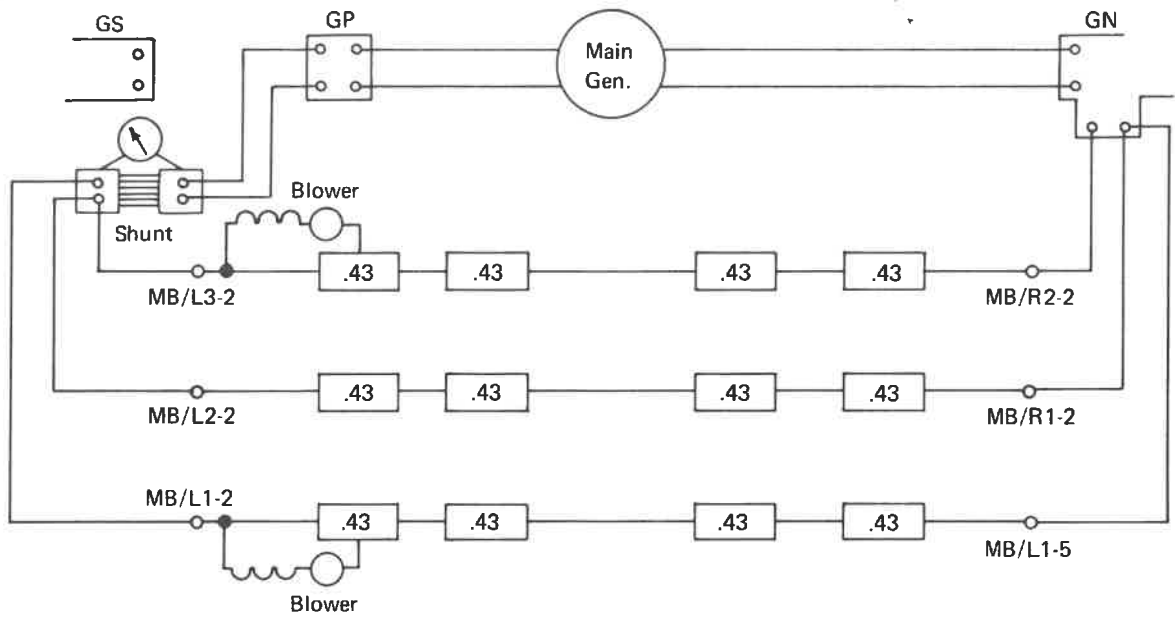 GS
GP
Main
Gen.
GN
Blower
Shunt
.43 .43 .43 .43
MB/L3-2
MB/R2-2
.43 .43 .43 .43
MB/L2-2
MB/R1-2
MB/L1-2
.43 .43 .43 .43
MB/L1-5
Blower